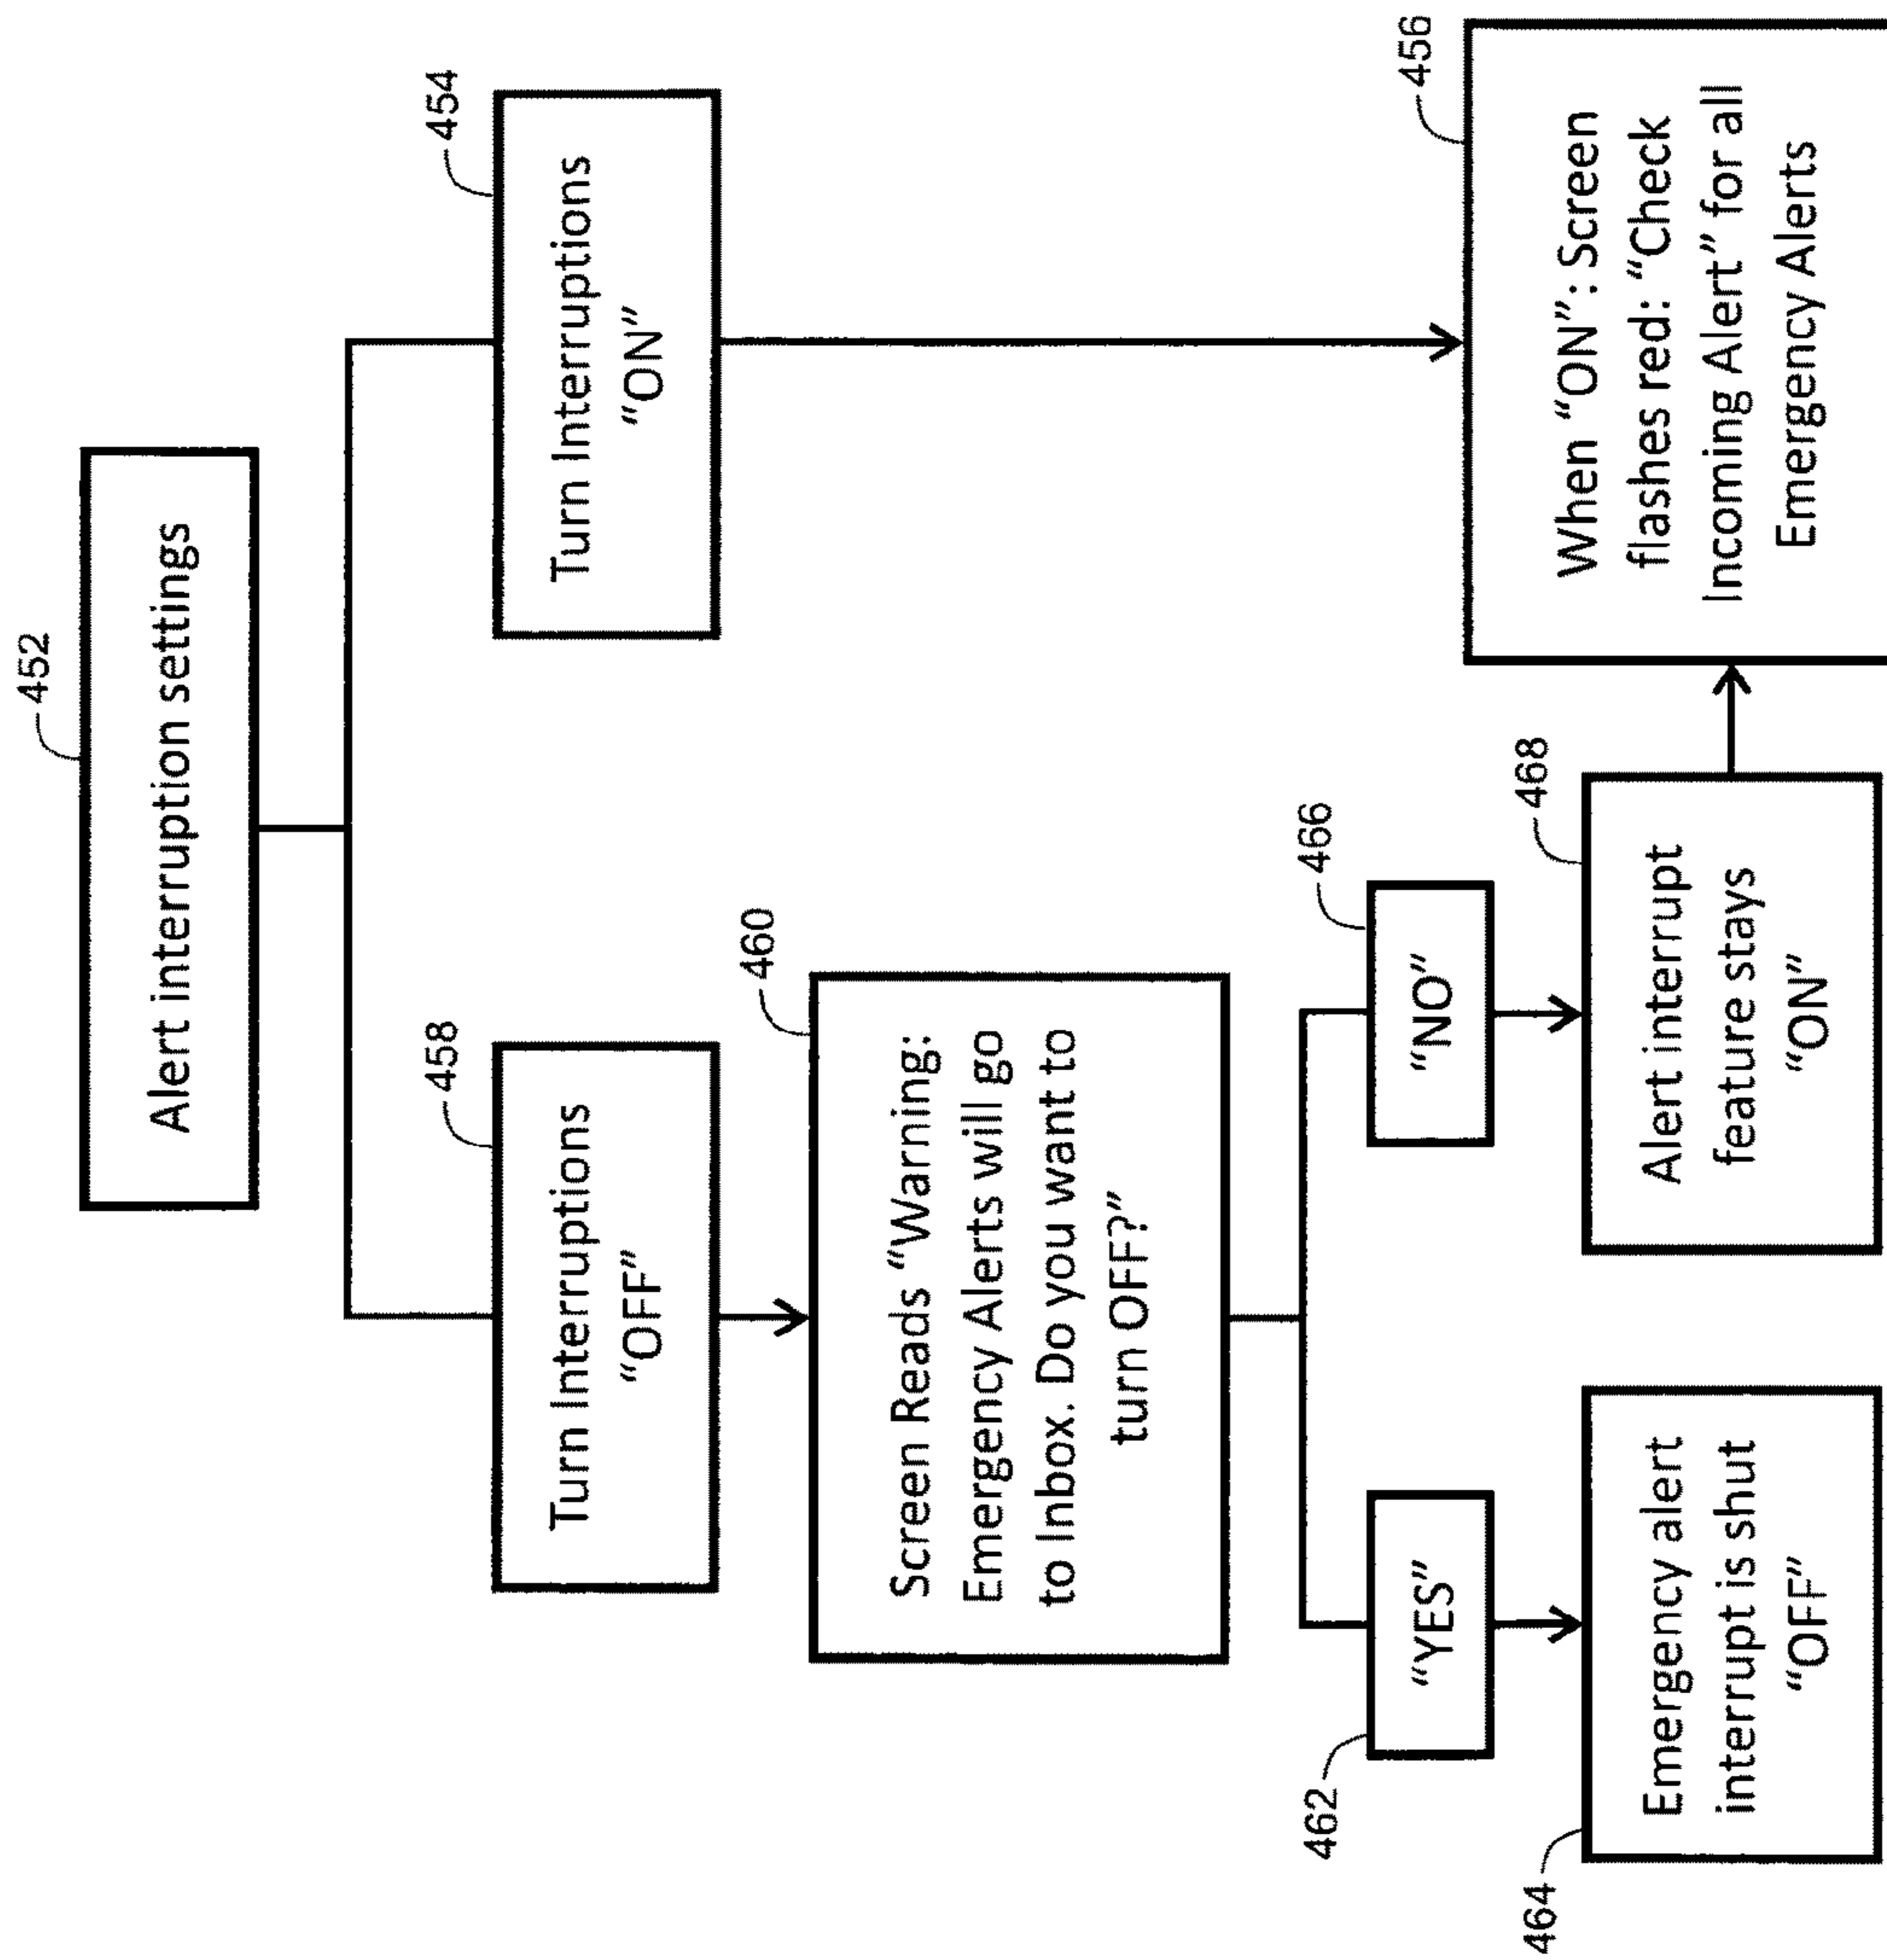 452
Alert interruption settings
458
Turn Interruptions
“OFF”
454
Turn Interruptions
“ON”
460
Screen Reads “Warning:
Emergency Alerts will go
to Inbox. Do you want to
turn OFF?”
462
“YES”
466
“NO”
464
Emergency alert
interrupt is shut
“OFF”
468
Alert interrupt
feature stays
“ON”
456
When “ON”: Screen
flashes red: “Check
Incoming Alert” for all
Emergency Alerts